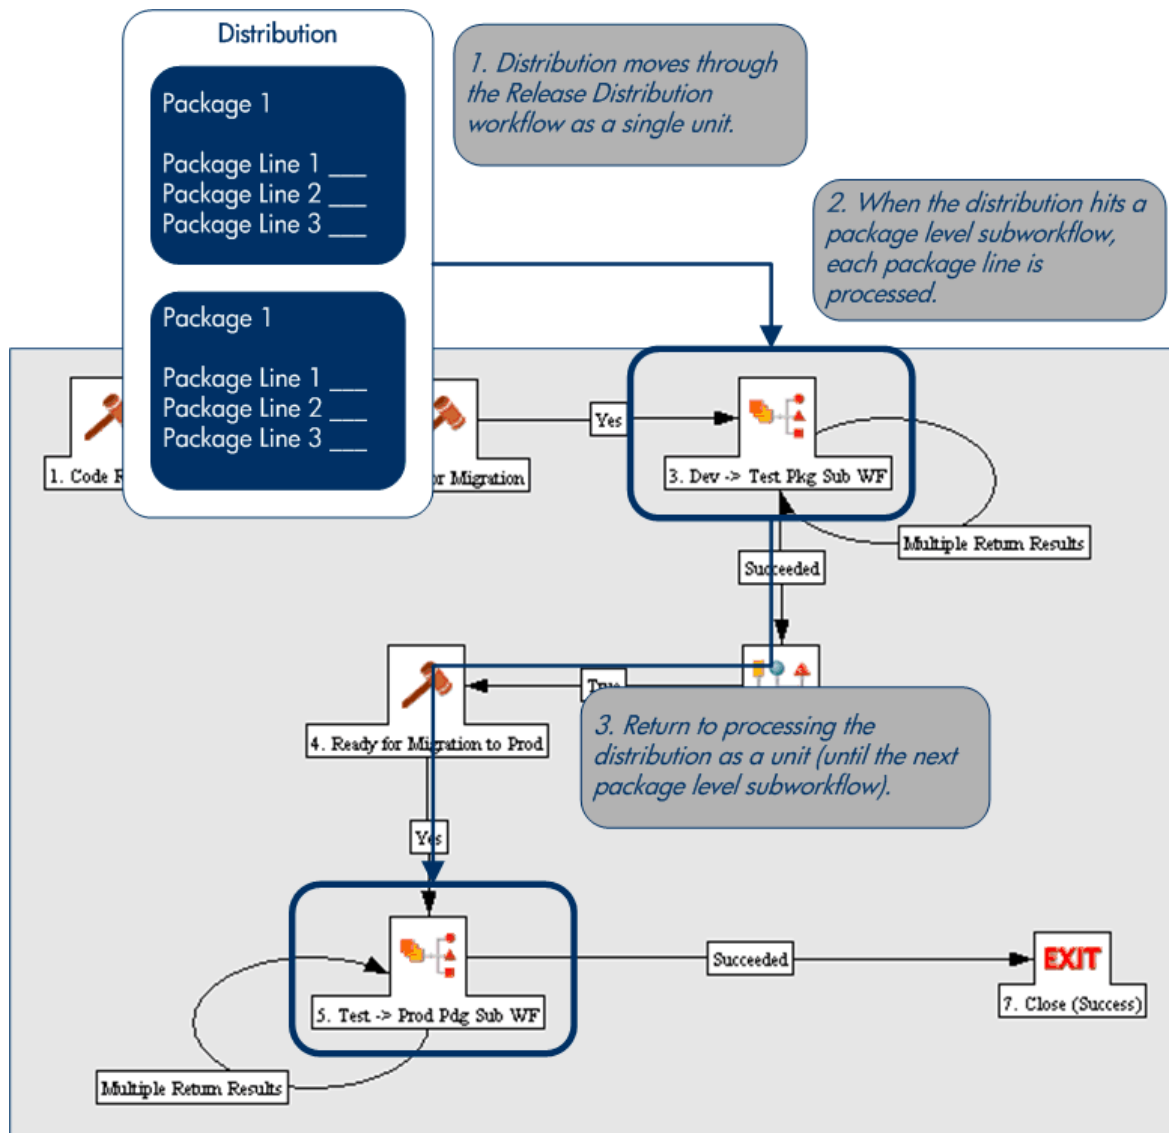 Distribution
Package 1
Package Line 1 ___
Package Line 2 ___
Package Line 3 ___
Package 1
Package Line 1 ___
Package Line 2 ___
Package Line 3 ___
1. Distribution moves through
the Release Distribution
workflow as a single unit.
2. When the distribution hits a
package level subworkflow,
each package line is
processed.
1. Code R
or Migration
Yes
3. Dev -> Test Pkg Sub WF
Multiple Return Results
Succeeded
True
4. Ready for Migration to Prod
3. Return to processing the
distribution as a unit (until the next
package level subworkflow).
Yes
5. Test -> Prod Pdg Sub WF
Multiple Return Results
Succeeded
EXIT
7. Close (Success)